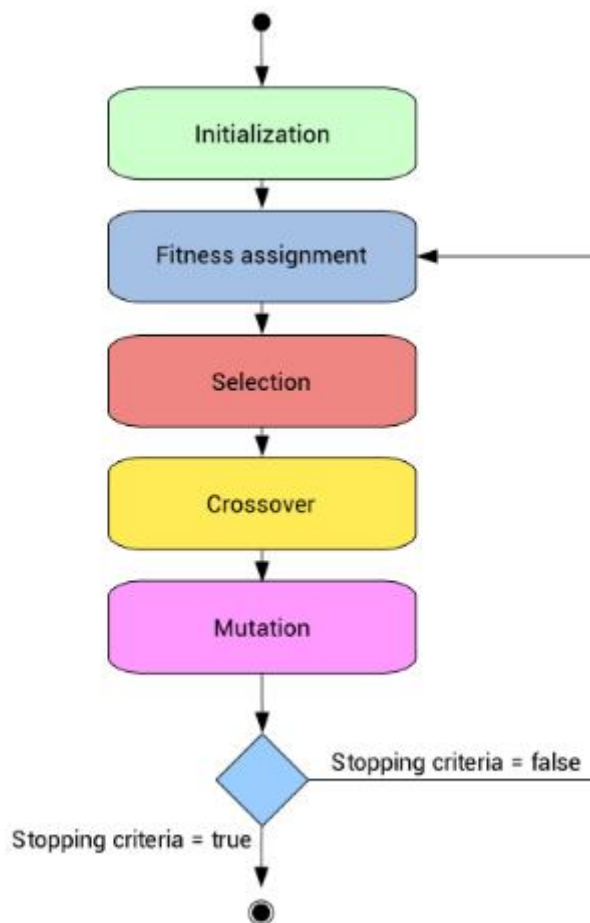 Initialization
Fitness assignment
Selection
Crossover
Mutation
Stopping criteria = false
Stopping criteria = true